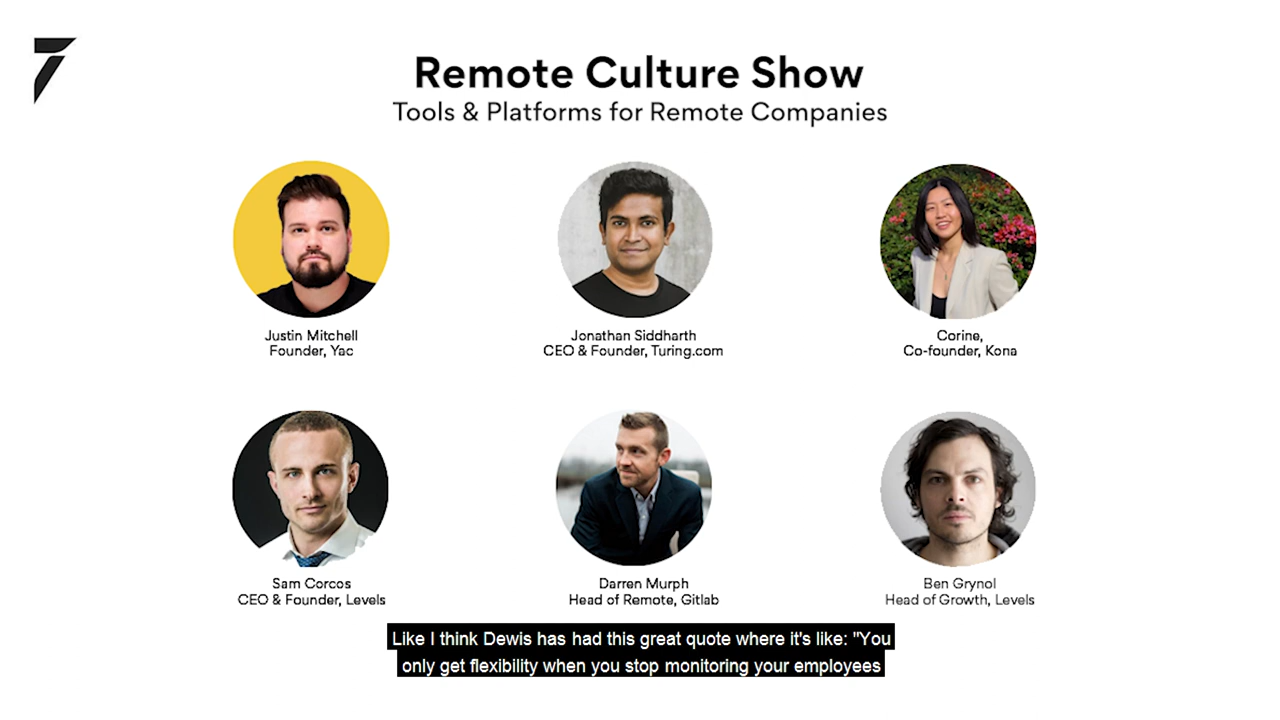 Remote Culture Show
Tools & Platforms for Remote Companies
Justin Mitchell
Founder, Yac
Jonathan Siddharth
CEO & Founder, Turing.com
Corine,
Co-founder, Kona
Sam Corcos
CEO & Founder, Levels
Darren Murph
Head of Remote, Gitlab
Ben Grynol
Head of Growth, Levels
Like I think Dewis has had this great quote where it's like: "You
only get flexibility when you stop monitoring your employees